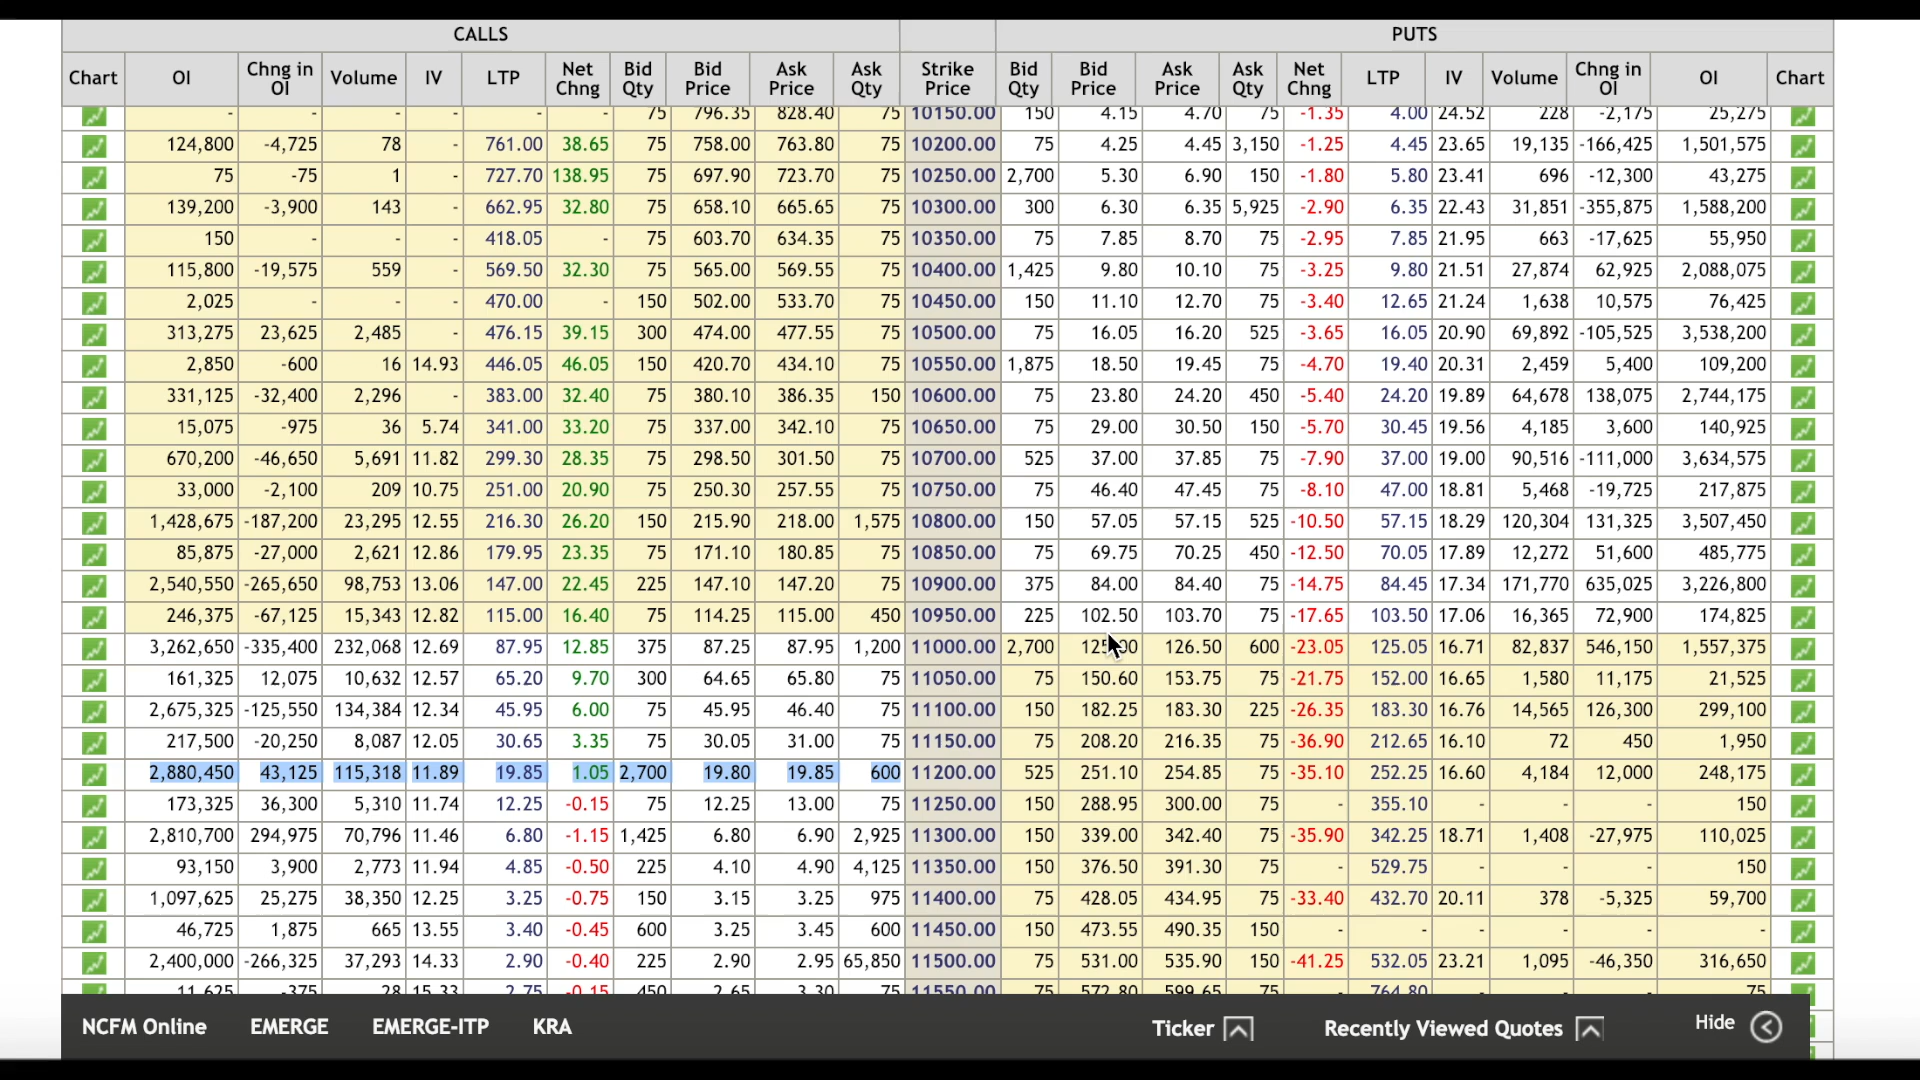 CALLS PUTS
Chart OI Chng in OI Volume IV LTP Net Chng Bid Qty Bid Price Ask Price Ask Qty Strike Price Bid Qty Bid Price Ask Price Ask Qty Net Chng LTP IV Volume Chng in OI OI Chart
- - - - - - 75 796.35 828.40 75 10150.00 150 4.15 4.70 75 -1.35 4.00 24.52 228 -2,175 25,275
124,800 -4,725 78 - 761.00 38.65 75 758.00 763.80 75 10200.00 75 4.25 4.45 3,150 -1.25 4.45 23.65 19,135 -166,425 1,501,575
75 -75 1 - 727.70 138.95 75 697.90 723.70 75 10250.00 2,700 5.30 6.90 150 -1.80 5.80 23.41 696 -12,300 43,275
139,200 -3,900 143 - 662.95 32.80 75 658.10 665.65 75 10300.00 300 6.30 6.35 5,925 -2.90 6.35 22.43 31,851 -355,875 1,588,200
150 - - - 418.05 - 75 603.70 634.35 75 10350.00 75 7.85 8.70 75 -2.95 7.85 21.95 663 -17,625 55,950
115,800 -19,575 559 - 569.50 32.30 75 565.00 569.55 75 10400.00 1,425 9.80 10.10 75 -3.25 9.80 21.51 27,874 62,925 2,088,075
2,025 - - - 470.00 - 150 502.00 533.70 75 10450.00 150 11.10 12.70 75 -3.40 12.65 21.24 1,638 10,575 76,425
313,275 23,625 2,485 - 476.15 39.15 300 474.00 477.55 75 10500.00 75 16.05 16.20 525 -3.65 16.05 20.90 69,892 -105,525 3,538,200
2,850 -600 16 14.93 446.05 46.05 150 420.70 434.10 75 10550.00 1,875 18.50 19.45 75 -4.70 19.40 20.31 2,459 5,400 109,200
331,125 -32,400 2,296 - 383.00 32.40 75 380.10 386.35 150 10600.00 75 23.80 24.20 450 -5.40 24.20 19.89 64,678 138,075 2,744,175
15,075 -975 36 5.74 341.00 33.20 75 337.00 342.10 75 10650.00 75 29.00 30.50 150 -5.70 30.45 19.56 4,185 3,600 140,925
670,200 -46,650 5,691 11.82 299.30 28.35 75 298.50 301.50 75 10700.00 525 37.00 37.85 75 -7.90 37.00 19.00 90,516 -111,000 3,634,575
33,000 -2,100 209 10.75 251.00 20.90 75 250.30 257.55 75 10750.00 75 46.40 47.45 75 -8.10 47.00 18.81 5,468 -19,725 217,875
1,428,675 -187,200 23,295 12.55 216.30 26.20 150 215.90 218.00 1,575 10800.00 150 57.05 57.15 525 -10.50 57.15 18.29 120,304 131,325 3,507,450
85,875 -27,000 2,621 12.86 179.95 23.35 75 171.10 180.85 75 10850.00 75 69.75 70.25 450 -12.50 70.05 17.89 12,272 51,600 485,775
2,540,550 -265,650 98,753 13.06 147.00 22.45 225 147.10 147.20 75 10900.00 375 84.00 84.40 75 -14.75 84.45 17.34 171,770 635,025 3,226,800
246,375 -67,125 15,343 12.82 115.00 16.40 75 114.25 115.00 450 10950.00 225 102.50 103.70 75 -17.65 103.50 17.06 16,365 72,900 174,825
3,262,650 -335,400 232,068 12.69 87.95 12.85 375 87.25 87.95 1,200 11000.00 2,700 126.50 600 -23.05 125.05 16.71 82,837 546,150 1,557,375
161,325 12,075 10,632 12.57 65.20 9.70 300 64.65 65.80 75 11050.00 75 150.60 153.75 75 -21.75 152.00 16.65 1,580 11,175 21,525
2,675,325 -125,550 134,384 12.34 45.95 6.00 75 45.95 46.40 75 11100.00 150 182.25 183.30 225 -26.35 183.30 16.76 14,565 126,300 299,100
217,500 -20,250 8,087 12.05 30.65 3.35 75 30.05 31.00 75 11150.00 75 208.20 216.35 75 -36.90 212.65 16.10 72 450 1,950
2,880,450 43,125 115,318 11.89 19.85 1.05 2,700 19.80 19.85 600 11200.00 525 251.10 254.85 75 -35.10 252.25 16.60 4,184 12,000 248,175
173,325 36,300 5,310 11.74 12.25 -0.15 75 12.25 13.00 75 11250.00 150 288.95 300.00 75 - 355.10 - - - 150
2,810,700 294,975 70,796 11.46 6.80 -1.15 1,425 6.80 6.90 2,925 11300.00 150 339.00 342.40 75 -35.90 342.25 18.71 1,408 -27,975 110,025
93,150 3,900 2,773 11.94 4.85 -0.50 225 4.10 4.90 4,125 11350.00 150 376.50 391.30 75 - 529.75 - - - 150
1,097,625 25,275 38,350 12.25 3.25 -0.75 150 3.15 3.25 975 11400.00 75 428.05 434.95 75 -33.40 432.70 20.11 378 -5,325 59,700
46,725 1,875 665 13.55 3.40 -0.45 600 3.25 3.45 600 11450.00 150 473.55 490.35 150 - - - - - -
2,400,000 -266,325 37,293 14.33 2.90 -0.40 225 2.90 2.95 65,850 11500.00 75 531.00 535.90 150 -41.25 532.05 23.21 1,095 -46,350 316,650
11,625 -375 28 15.33 2.75 -0.15 450 2.65 3.30 75 11550.00 75 572.80 599.65 75 - 764.80 - - - 75
NCFM Online EMERGE EMERGE-ITP KRA Ticker Recently Viewed Quotes Hide